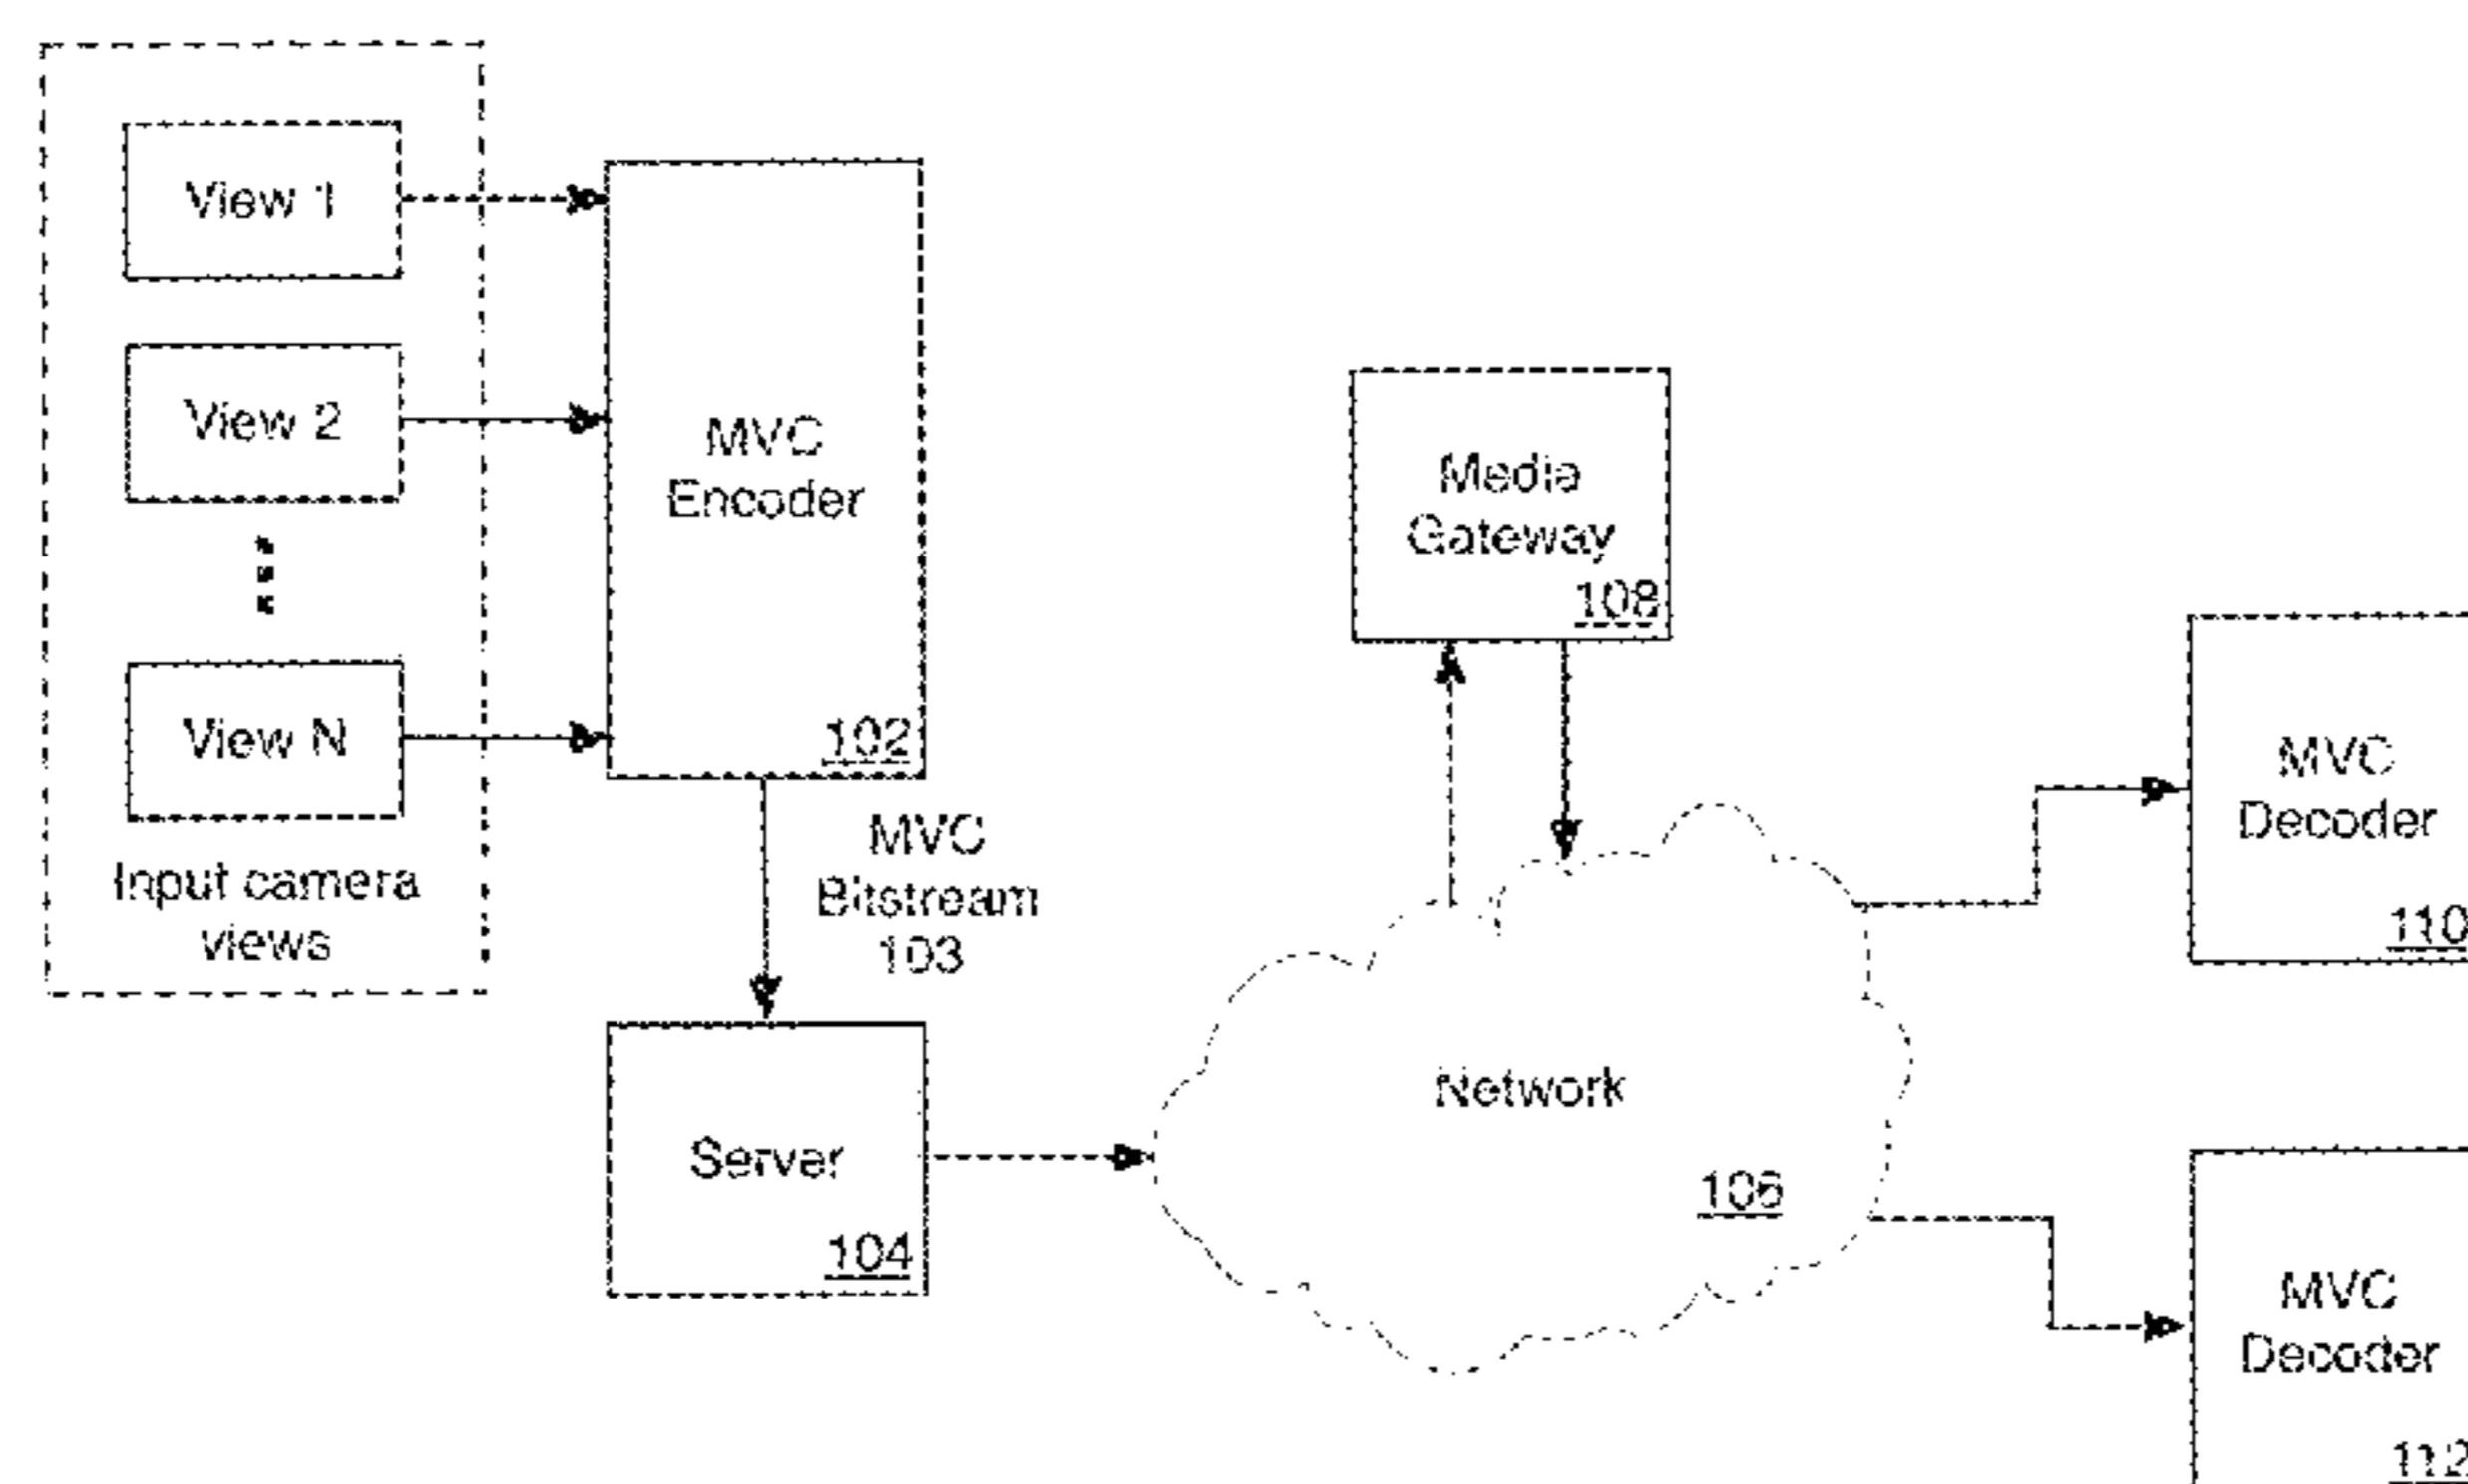 View 1
View 2
View N
Input camera
views
MVC
Encoder
102
MVC
Bitstream
103
Server
104
Media
Gateway
108
Network
106
MVC
Decoder
110
MVC
Decoder
112